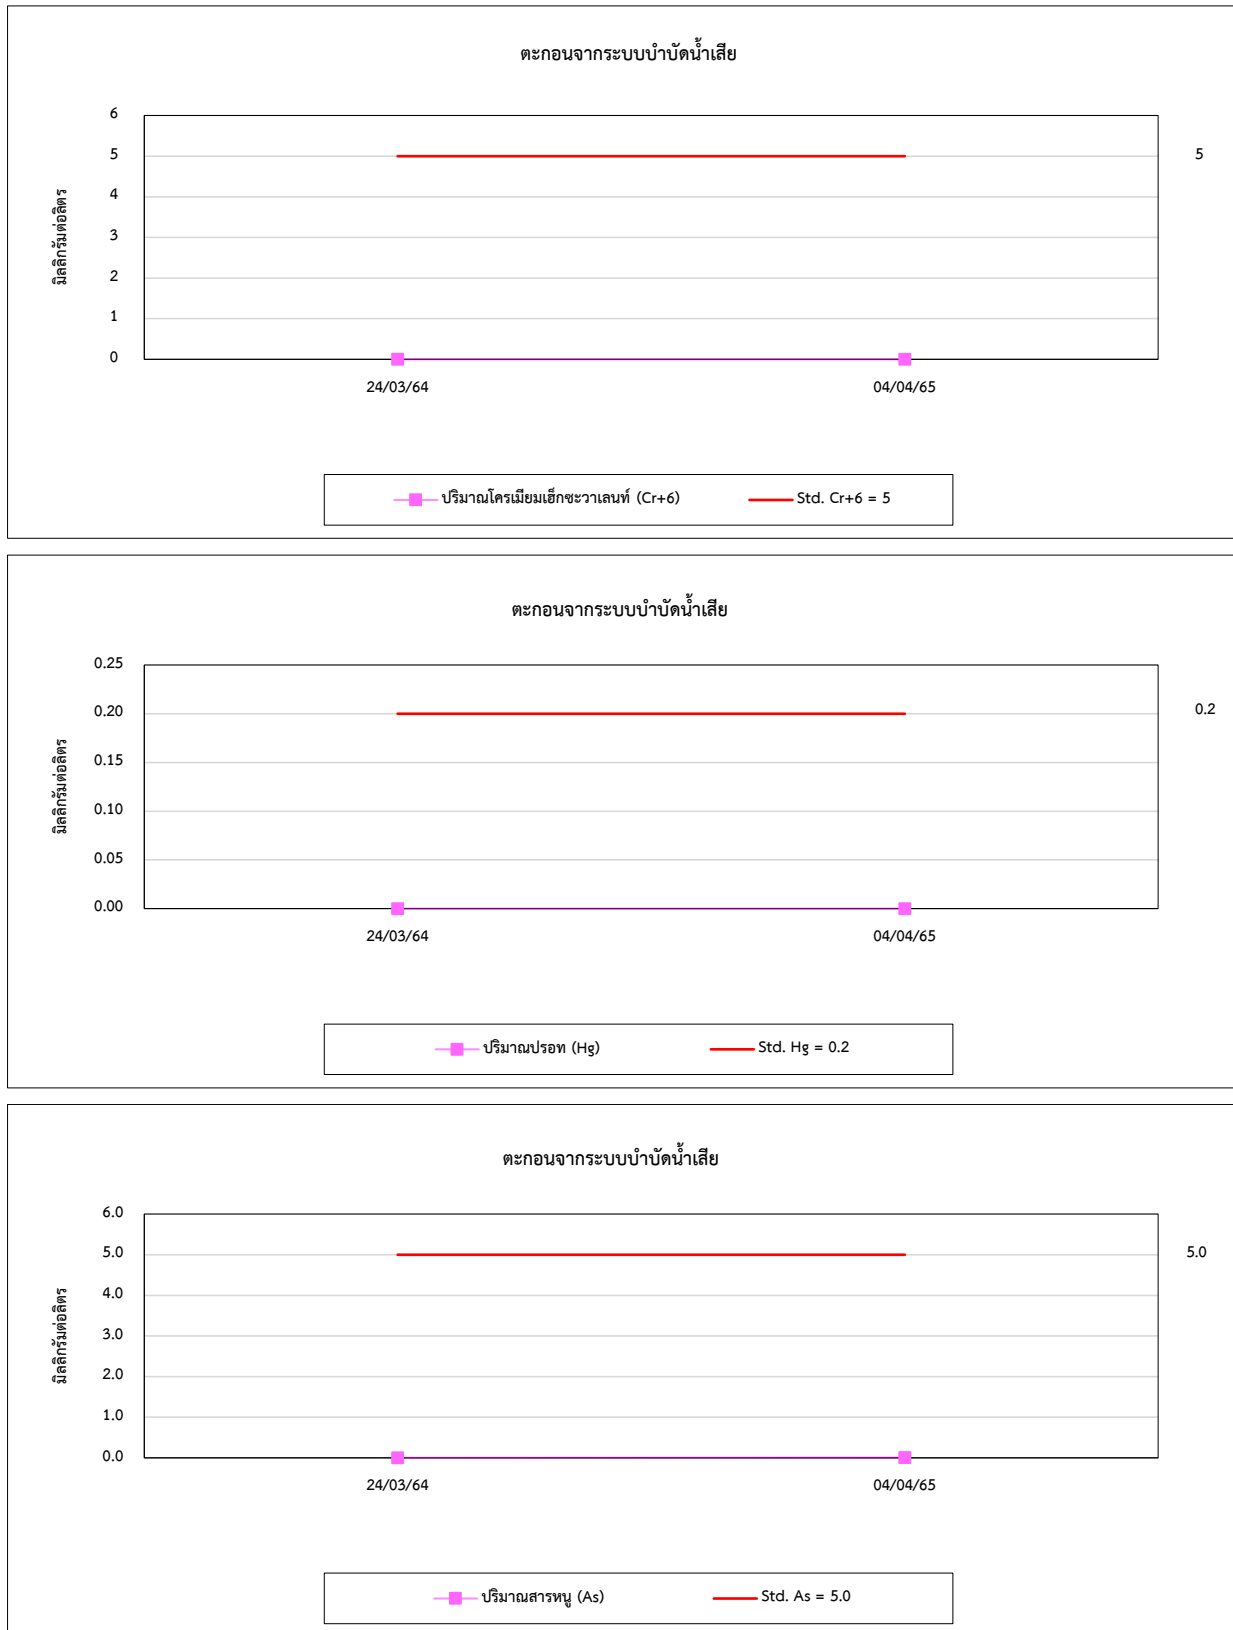 ตะกอนจากระบบบำบัดน้ำเสีย
6
5
5
4
3
2
1
0
มิลลิกรัมต่อลิตร
24/03/64 04/04/65
ปริมาณโครเมียมเฮ็กซะวาเลนท์ (Cr+6) Std. Cr+6 = 5
ตะกอนจากระบบบำบัดน้ำเสีย
0.25
0.20
0.2
0.15
0.10
0.05
0.00
มิลลิกรัมต่อลิตร
24/03/64 04/04/65
ปริมาณปรอท (Hg) Std. Hg = 0.2
ตะกอนจากระบบบำบัดน้ำเสีย
6.0
5.0
5.0
4.0
3.0
2.0
1.0
0.0
มิลลิกรัมต่อลิตร
24/03/64 04/04/65
ปริมาณสารหนู (As) Std. As = 5.0